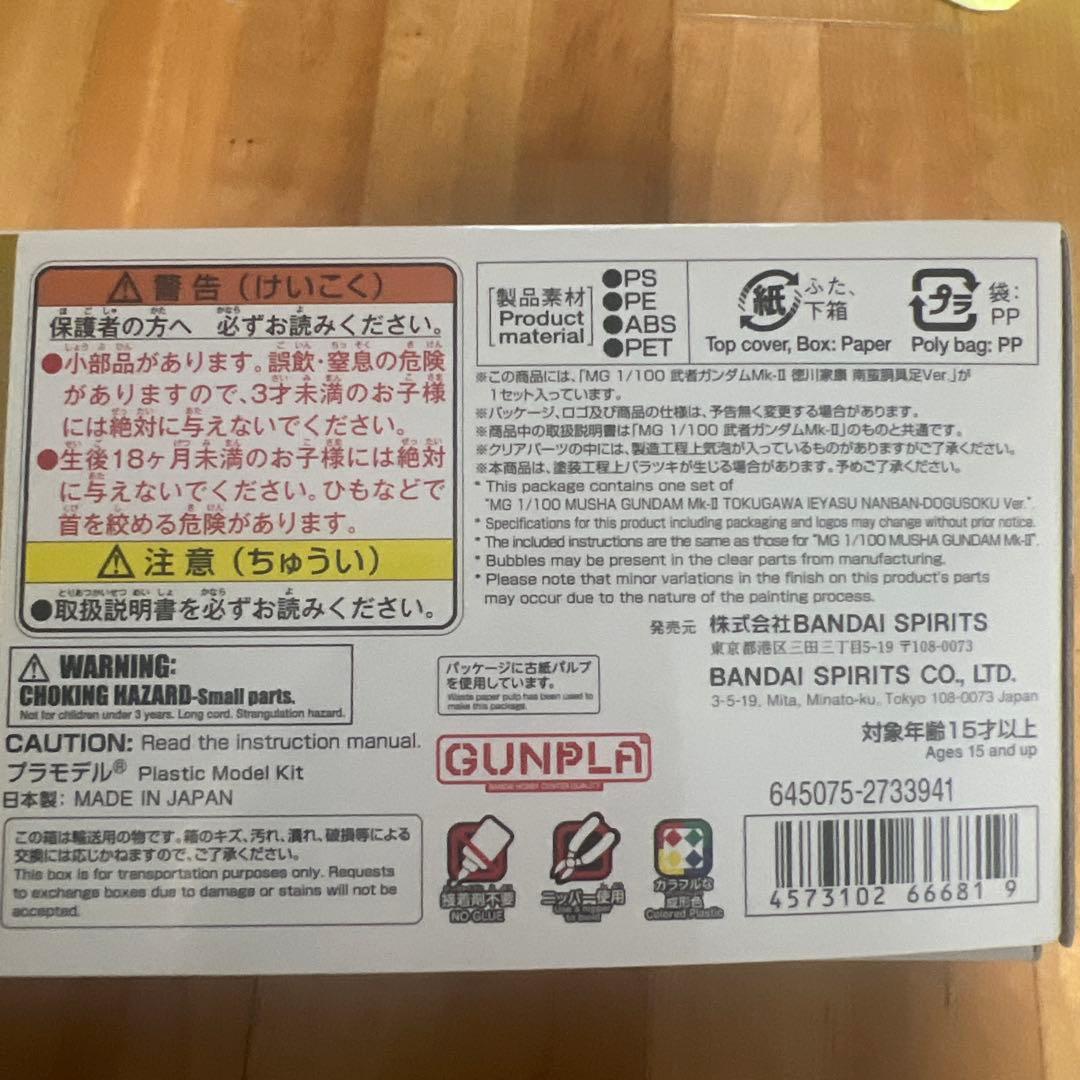 警告（けいこく）
保護者の方へ 必ずお読みください。
●小部品があります。誤飲・窒息の危険
がありますので、3才未満のお子様
には絶対に与えないでください。
●生後18ヶ月未満のお子様には絶対
に与えないでください。ひもなどで
首を絞める危険があります。
注意（ちゅうい）
●取扱説明書を必ずお読みください。
WARNING:
CHOKING HAZARD-Small parts.
Not for children under 3 years. Long cord. Strangulation hazard.
CAUTION: Read the instruction manual.
プラモデル® Plastic Model Kit
日本製：MADE IN JAPAN
この箱は輸送用の物です。箱のキズ、汚れ、潰れ、破損等による
交換には応じかねますので、ご了承ください。
This box is for transportation purposes only. Requests
to exchange boxes due to damage or stains will not be
accepted.
[製品素材
Product
material]
●PS
●PE
●ABS
●PET
紙
ふた、
下箱
Top cover, Box: Paper
プラ
袋：
PP
Poly bag: PP
※この商品には、「MG 1/100 武者ガンダムMk-Ⅱ 徳川家康 南蛮胴具足Ver.」が
1セット入っています。
※パッケージ、ロゴ及び商品の仕様は、予告無く変更する場合があります。
※商品中の取扱説明書は「MG 1/100 武者ガンダムMk-Ⅱ」のものと共通です。
※クリアパーツの中には、製造工程上気泡が入っているものがありますがご了承ください。
※本商品は、塗装工程上バラツキが生じる場合があります。予めご了承ください。
* This package contains one set of
"MG 1/100 MUSHA GUNDAM Mk-Ⅱ TOKUGAWA IEYASU NANBAN-DOGUSOKU Ver.".
* Specifications for this product including packaging and logos may change without prior notice.
* The included instructions are the same as those for "MG 1/100 MUSHA GUNDAM Mk-Ⅱ".
* Bubbles may be present in the clear parts from manufacturing.
* Please note that minor variations in the finish on this product's parts
may occur due to the nature of the painting process.
発売元 株式会社BANDAI SPIRITS
東京都港区三田三丁目5-19 〒108-0073
BANDAI SPIRITS CO., LTD.
3-5-19, Mita, Minato-ku, Tokyo 108-0073 Japan
パッケージに古紙パルプ
を使用しています。
Waste paper pulp has been used to
make this package.
対象年齢15才以上
Ages 15 and up
GUNPLA
BANDAI HOBBY CENTER QUALITY
645075-2733941
接着剤不要
NO GLUE
ニッパー使用
Use a nipper
to build
カラフルな
成形色
Colored Plastic
4573102 666819